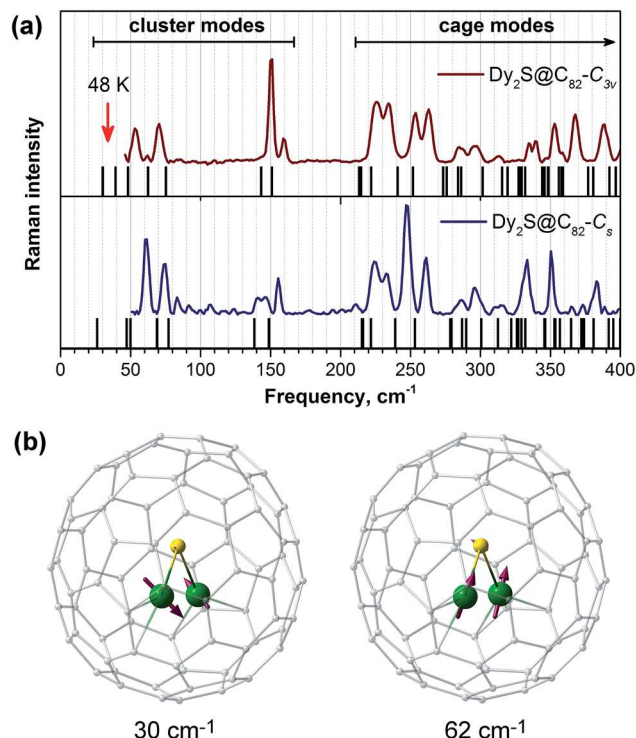 (a)
cluster modes
cage modes
48 K
Dy₂S@C₈₂-C₃ᵥ
Dy₂S@C₈₂-Cₛ
Raman intensity
0 50 100 150 200 250 300 350 400
Frequency, cm⁻¹
(b)
30 cm⁻¹
62 cm⁻¹